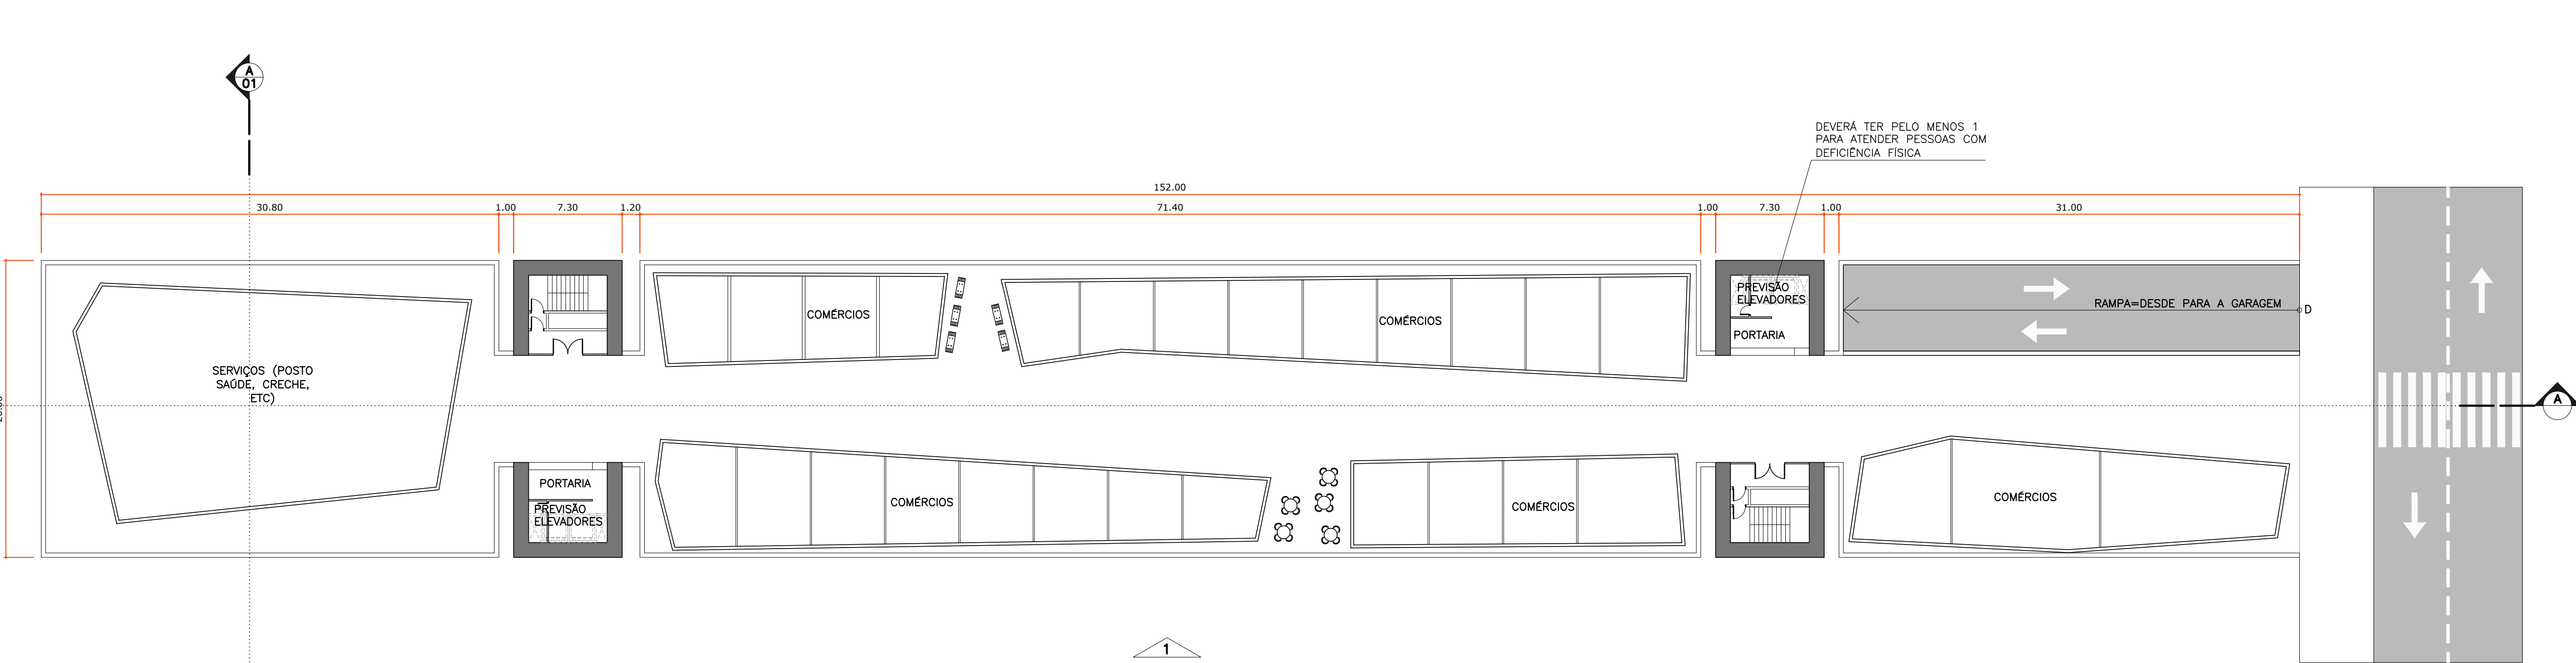 A
01
DEVERÁ TER PELO MENOS 1
PARA ATENDER PESSOAS COM
DEFICIÊNCIA FÍSICA
152.00
30.80
1.00
7.30
1.20
71.40
1.00
7.30
1.00
31.00
PREVISÃO
ELEVADORES
PORTARIA
COMÉRCIOS
COMÉRCIOS
RAMPA=DESDE PARA A GARAGEM
D
SERVIÇOS (POSTO
SAÚDE, CRECHE,
ETC)
A
PORTARIA
PREVISÃO
ELEVADORES
COMÉRCIOS
COMÉRCIOS
COMÉRCIOS
1